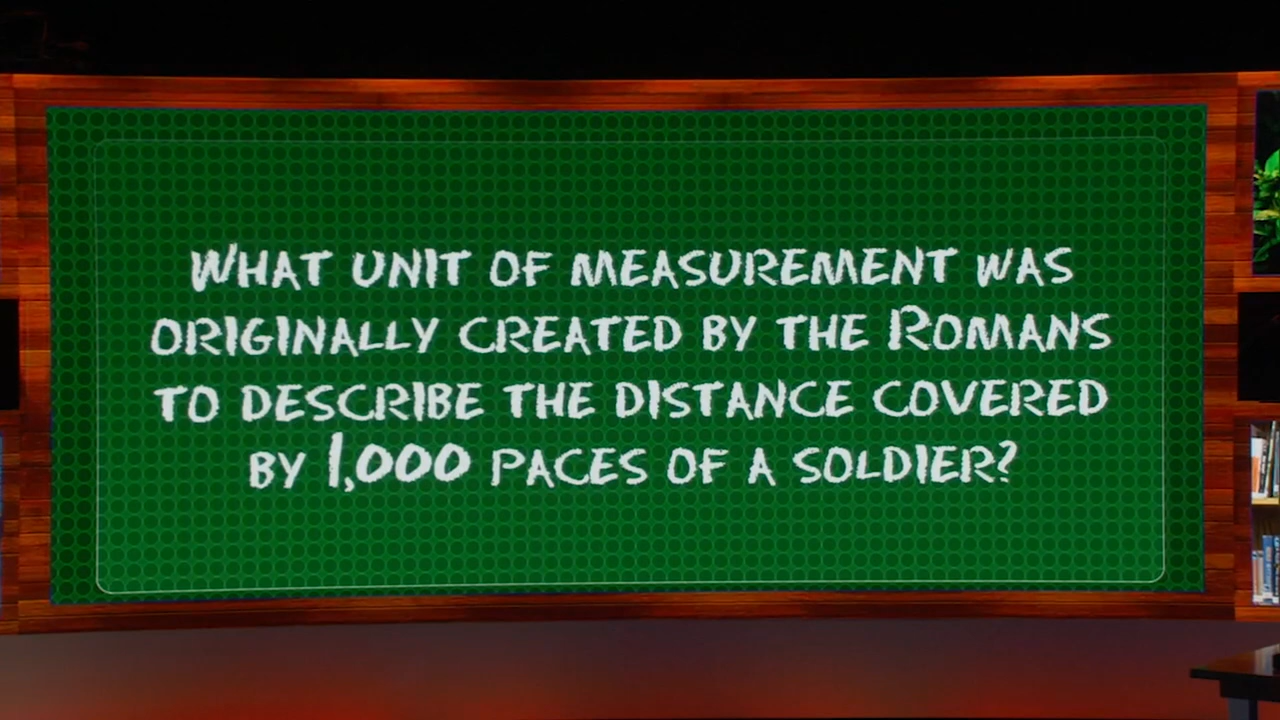 What unit of measurement was
originally created by the Romans
to describe the distance covered
by 1,000 paces of a soldier?